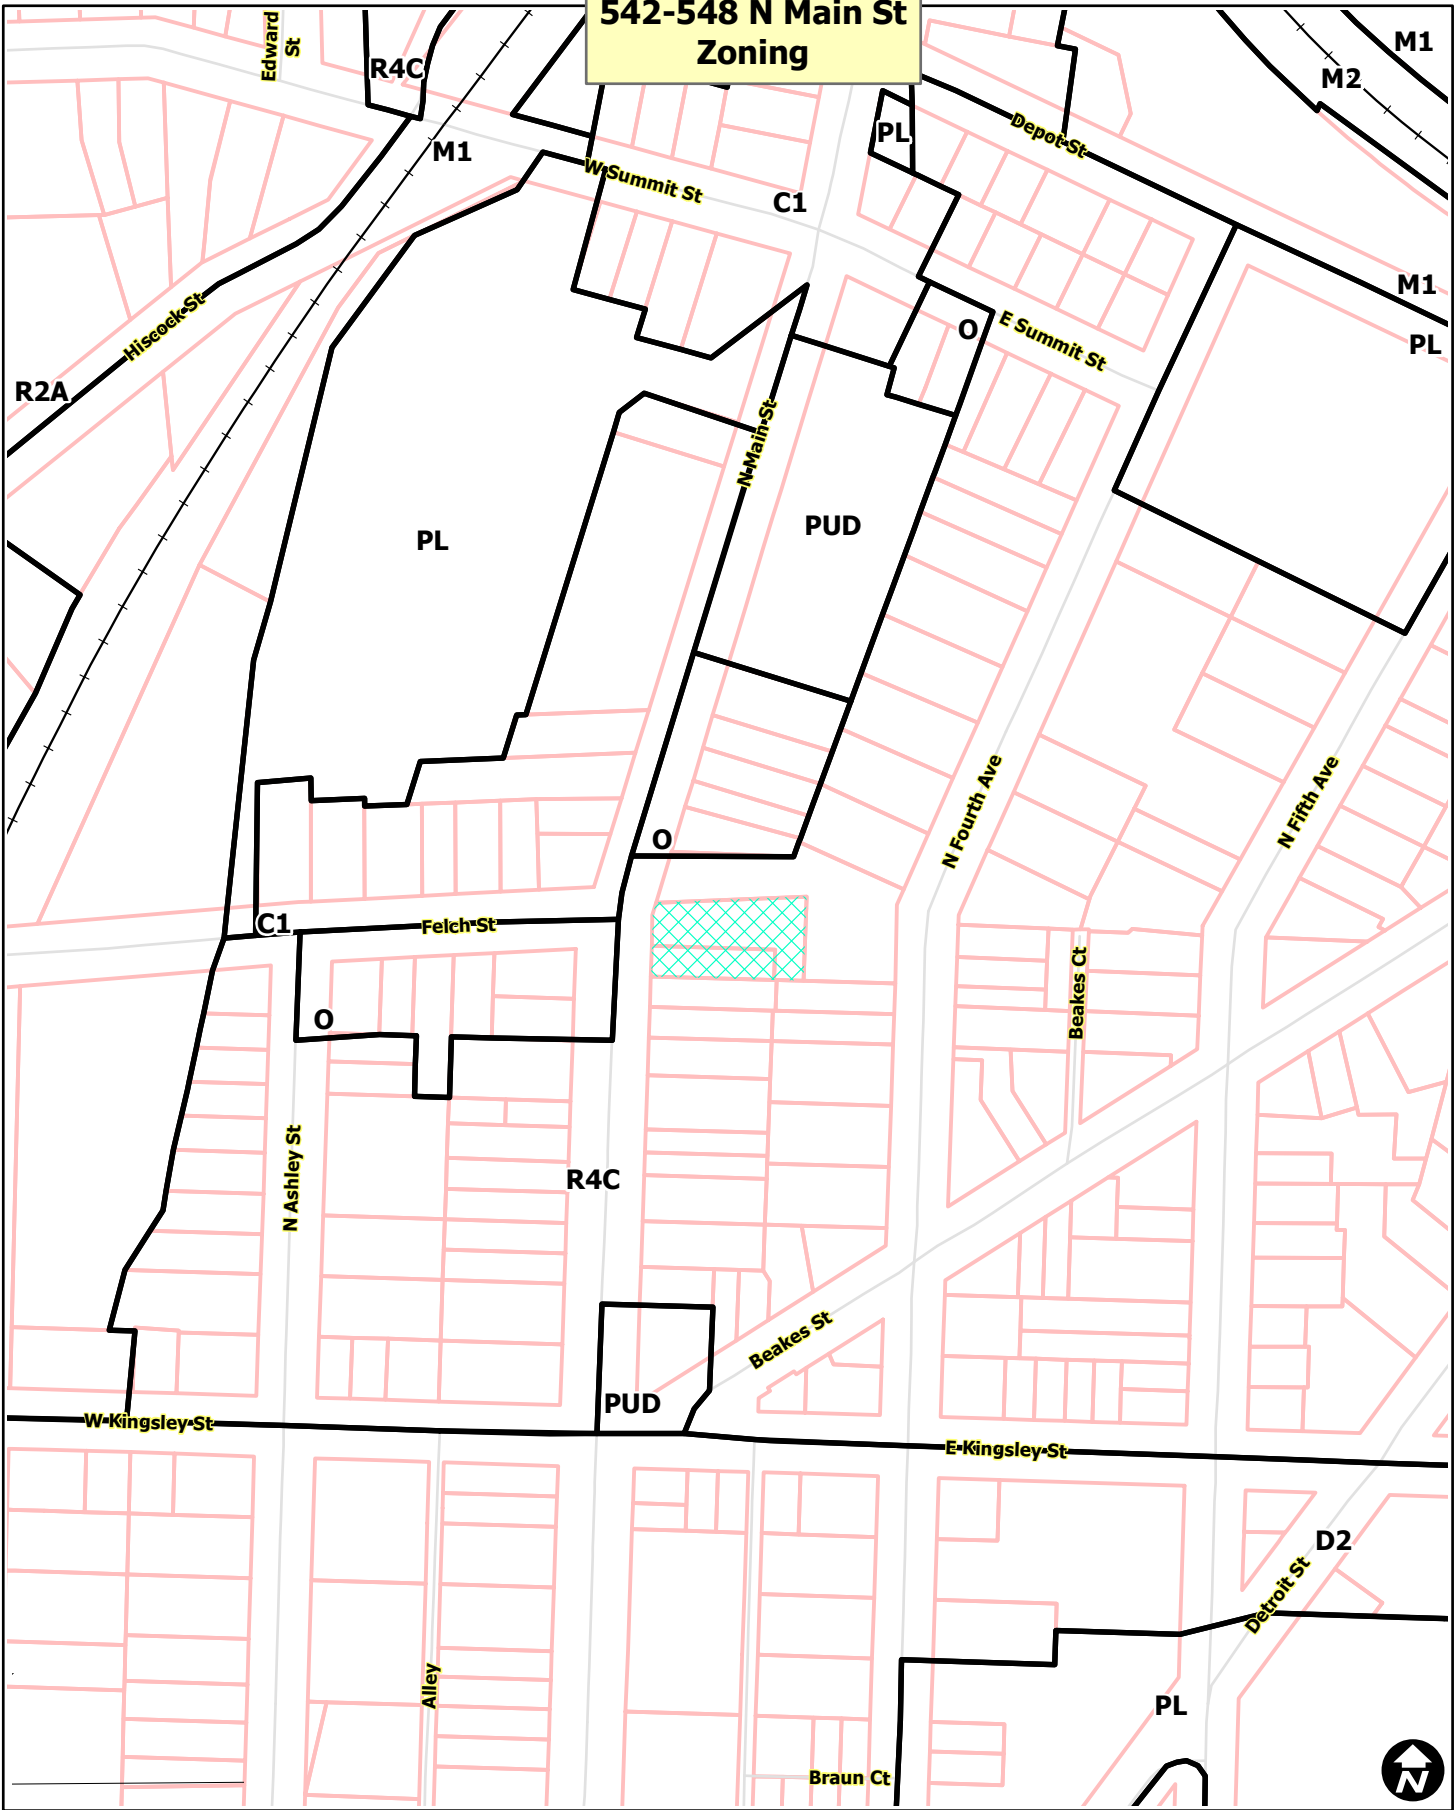 542-548 N Main St
Zoning
Edward
St
R4C
M1
M2
M1
PL
Depot St
W Summit St
C1
M1
Hiscock St
O
E Summit St
PL
R2A
N Main St
PL
PUD
N Fourth Ave
N Fifth Ave
O
C1
Felch St
Beakes Ct
O
N Ashley St
R4C
Beakes St
PUD
W Kingsley St
E Kingsley St
D2
Detroit St
Alley
PL
Braun Ct
N